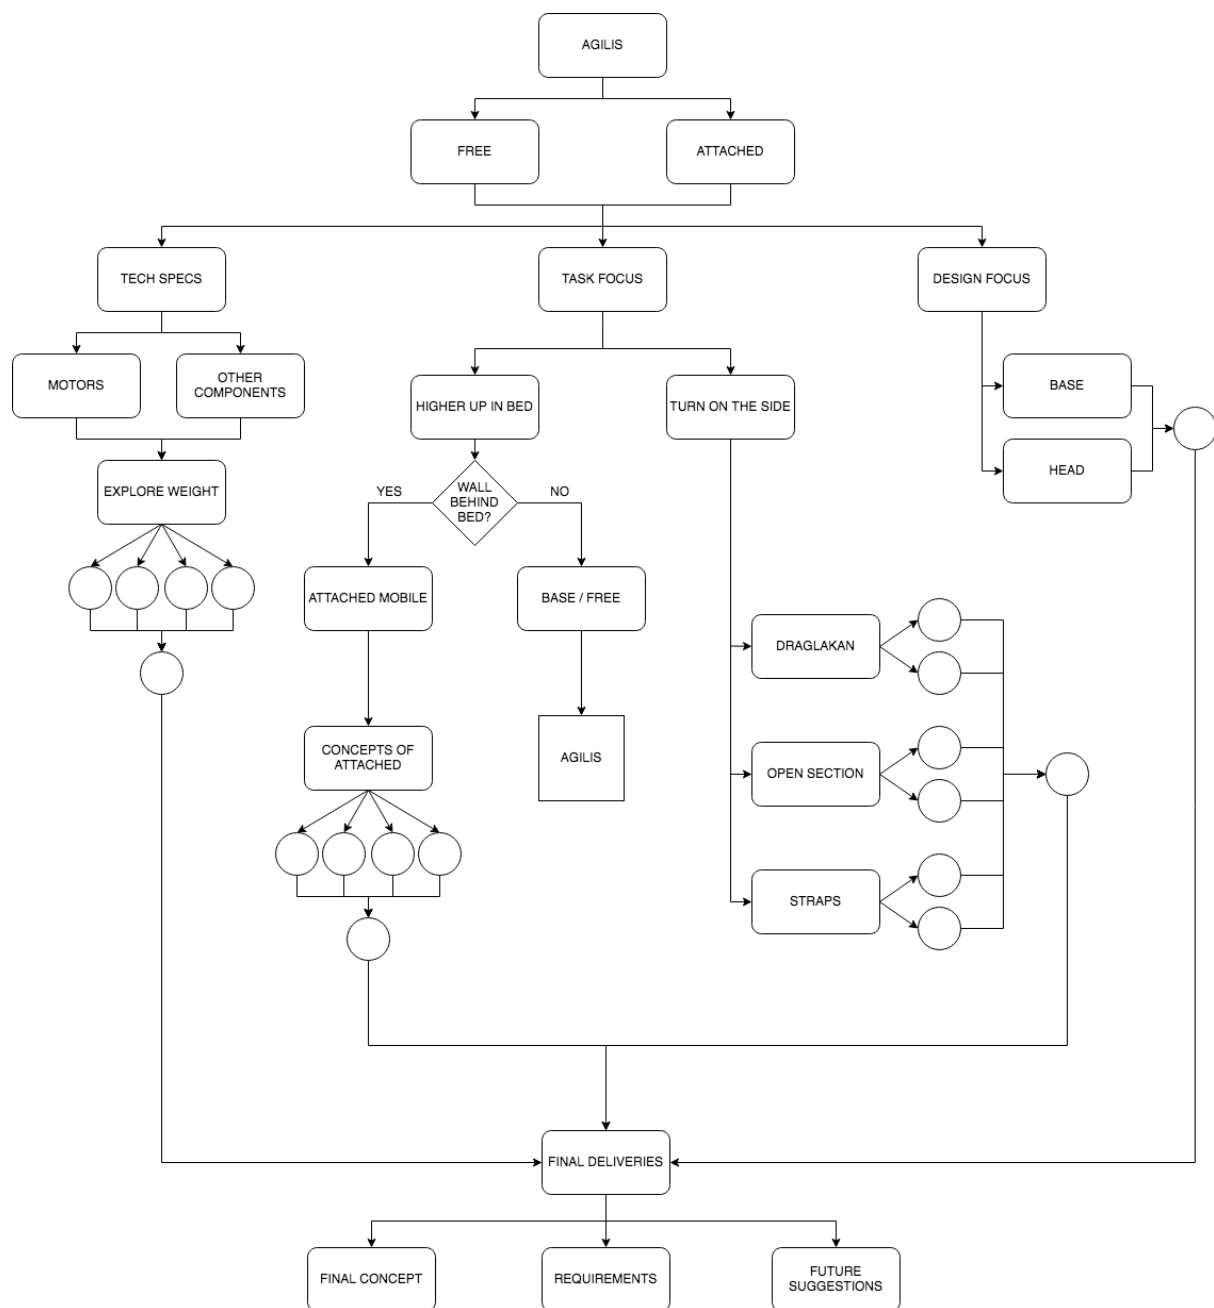 AGILIS
FREE
ATTACHED
TECH SPECS
TASK FOCUS
DESIGN FOCUS
MOTORS
OTHER
COMPONENTS
HIGHER UP IN BED
TURN ON THE SIDE
BASE
HEAD
EXPLORE WEIGHT
YES
WALL
BEHIND
BED?
NO
ATTACHED MOBILE
BASE / FREE
DRAGLAKAN
CONCEPTS OF
ATTACHED
AGILIS
OPEN SECTION
STRAPS
FINAL DELIVERIES
FINAL CONCEPT
REQUIREMENTS
FUTURE
SUGGESTIONS